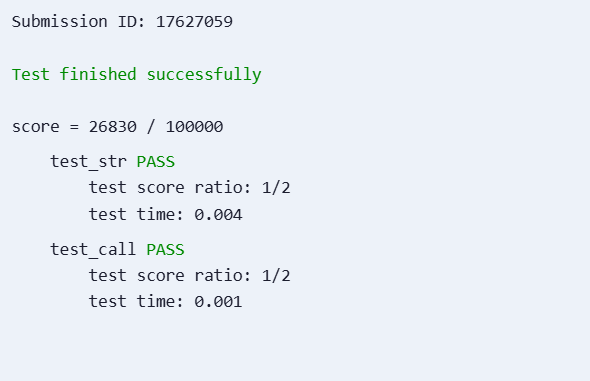 Submission ID: 17627059
Test finished successfully
score = 26830 / 100000
test_str PASS
test score ratio: 1/2
test time: 0.004
test_call PASS
test score ratio: 1/2
test time: 0.001